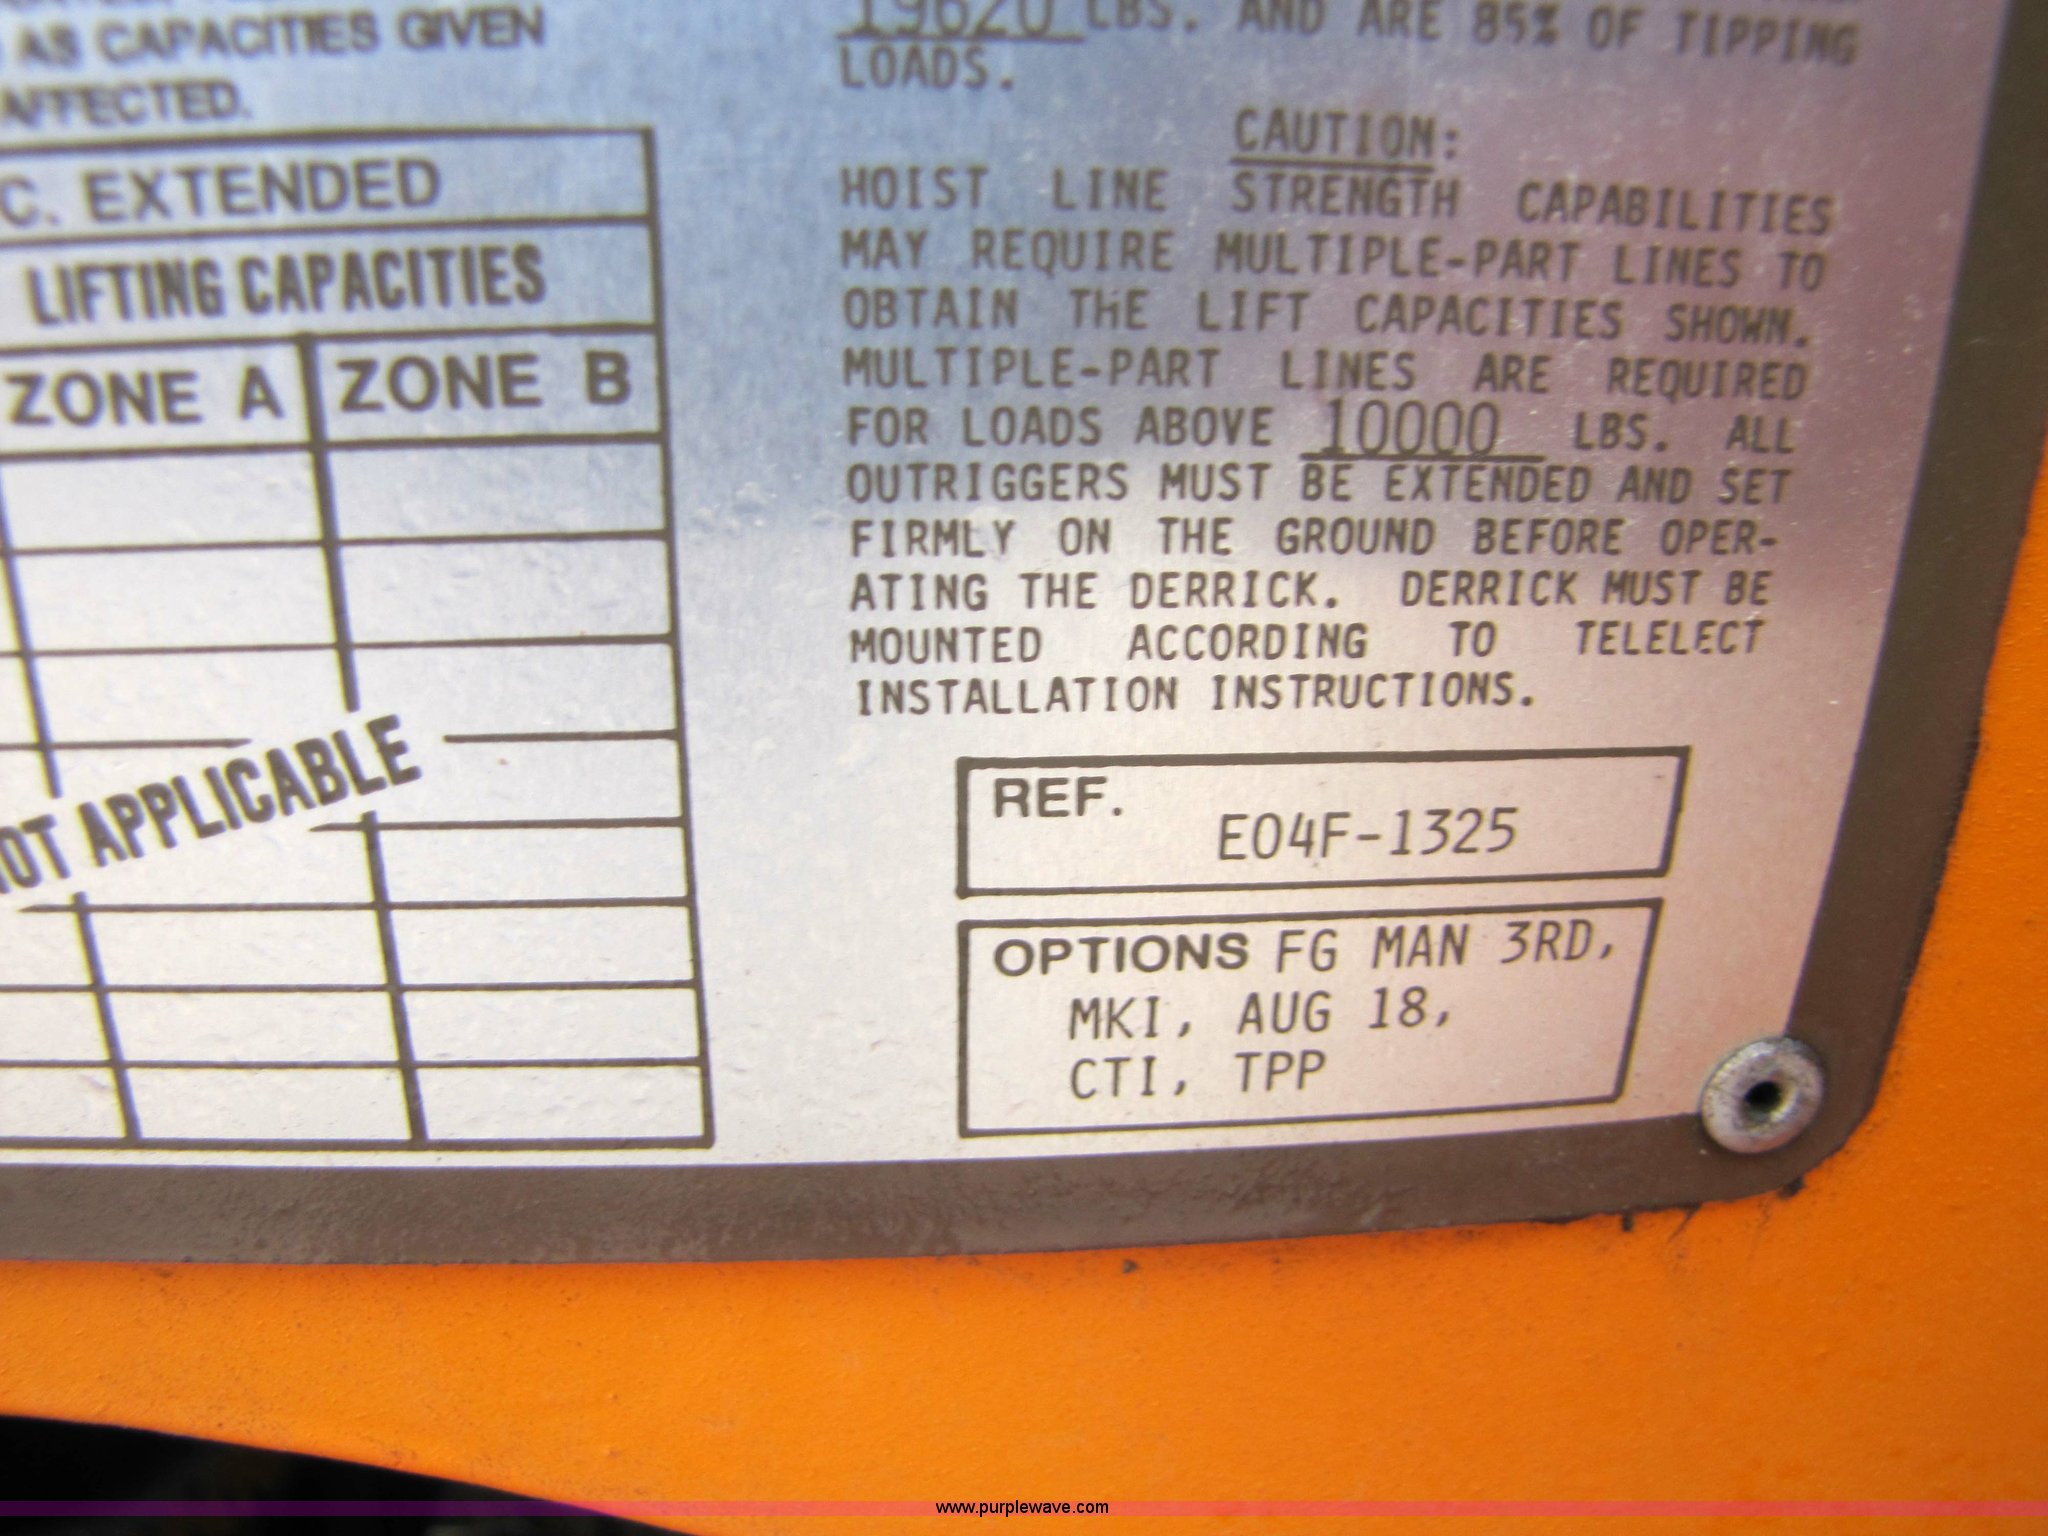 AS CAPACITIES GIVEN
AFFECTED.
C. EXTENDED
LIFTING CAPACITIES
ZONE A ZONE B
NOT APPLICABLE
19620 LBS. AND ARE 85% OF TIPPING
LOADS.
CAUTION:
HOIST LINE STRENGTH CAPABILITIES
MAY REQUIRE MULTIPLE-PART LINES TO
OBTAIN THE LIFT CAPACITIES SHOWN.
MULTIPLE-PART LINES ARE REQUIRED
FOR LOADS ABOVE 10000 LBS. ALL
OUTRIGGERS MUST BE EXTENDED AND SET
FIRMLY ON THE GROUND BEFORE OPER-
ATING THE DERRICK. DERRICK MUST BE
MOUNTED ACCORDING TO TELELECT
INSTALLATION INSTRUCTIONS.
REF.
E04F-1325
OPTIONS FG MAN 3RD,
MKI, AUG 18,
CTI, TPP
www.purplewave.com